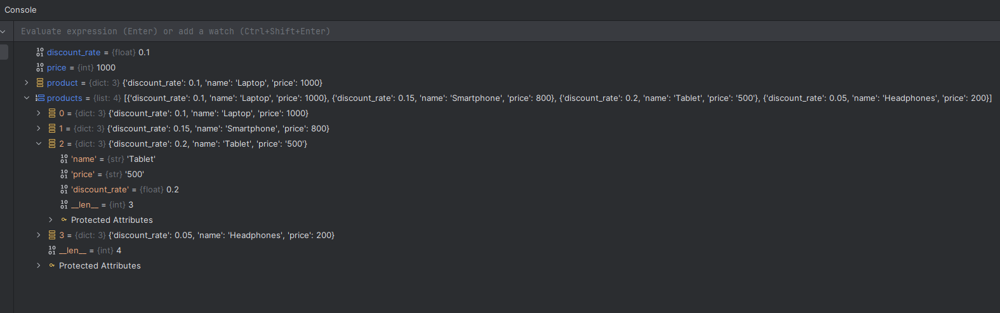 Console
Evaluate expression (Enter) or add a watch (Ctrl+Shift+Enter)
discount_rate = {float} 0.1
price = {int} 1000
product = {dict: 3} {'discount_rate': 0.1, 'name': 'Laptop', 'price': 1000}
products = {list: 4} [{'discount_rate': 0.1, 'name': 'Laptop', 'price': 1000}, {'discount_rate': 0.15, 'name': 'Smartphone', 'price': 800}, {'discount_rate': 0.2, 'name': 'Tablet', 'price': '500'}, {'discount_rate': 0.05, 'name': 'Headphones', 'price': 200}]
0 = {dict: 3} {'discount_rate': 0.1, 'name': 'Laptop', 'price': 1000}
1 = {dict: 3} {'discount_rate': 0.15, 'name': 'Smartphone', 'price': 800}
2 = {dict: 3} {'discount_rate': 0.2, 'name': 'Tablet', 'price': '500'}
'name' = {str} 'Tablet'
'price' = {str} '500'
'discount_rate' = {float} 0.2
__len__ = {int} 3
Protected Attributes
3 = {dict: 3} {'discount_rate': 0.05, 'name': 'Headphones', 'price': 200}
__len__ = {int} 4
Protected Attributes